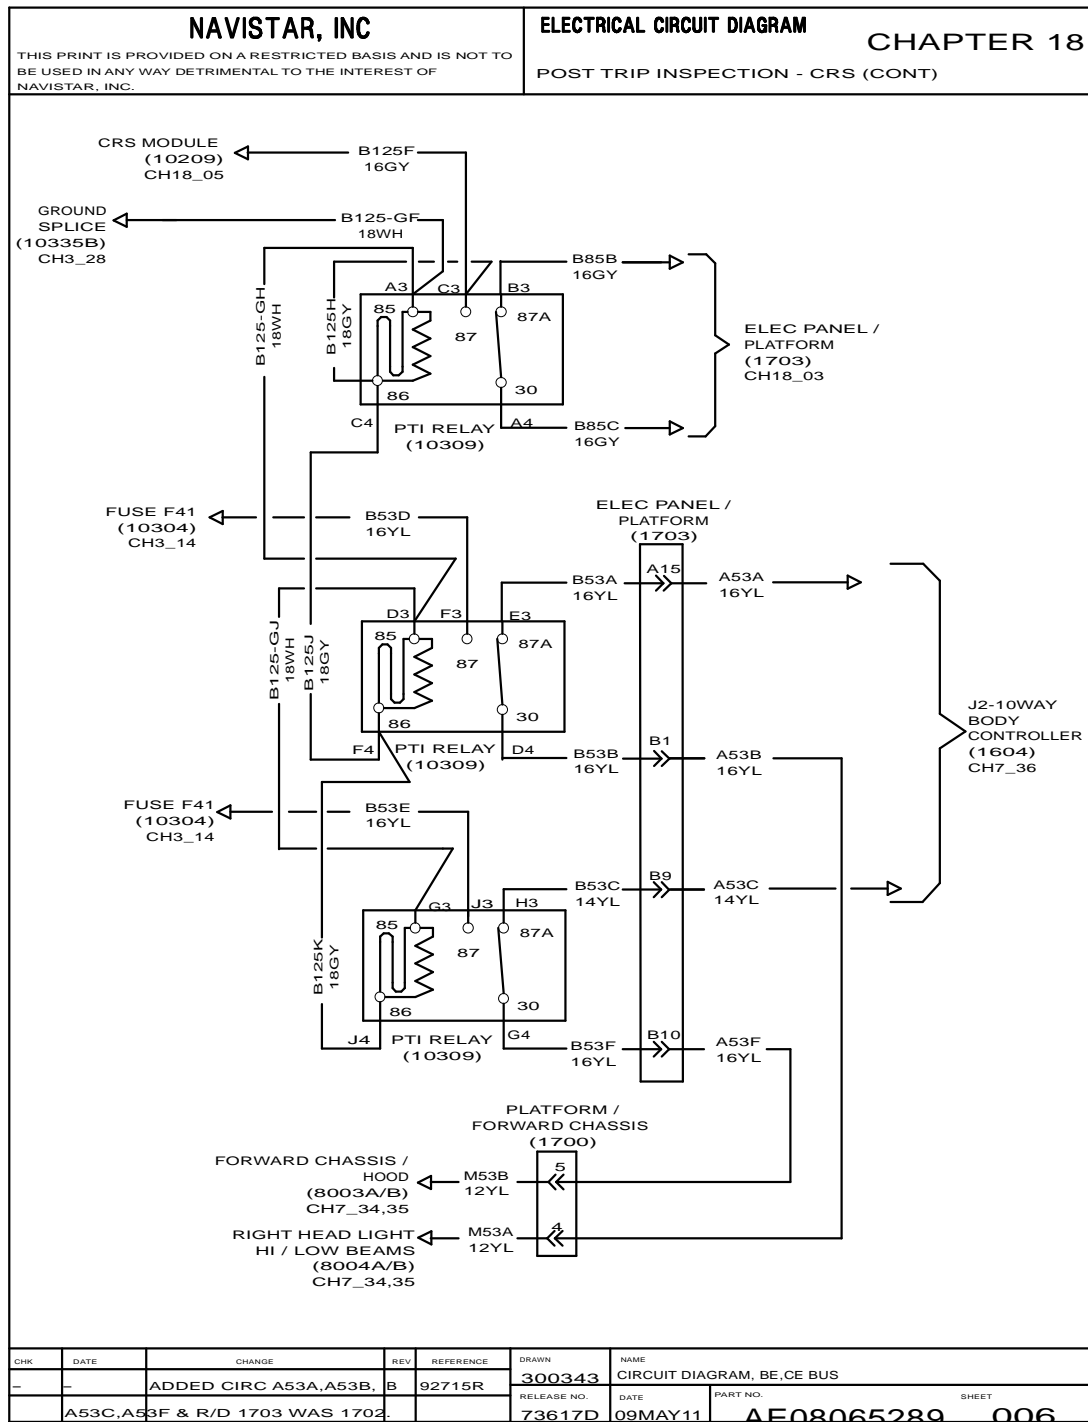 NAVISTAR, INC
THIS PRINT IS PROVIDED ON A RESTRICTED BASIS AND IS NOT TO
BE USED IN ANY WAY DETRIMENTAL TO THE INTEREST OF
NAVISTAR, INC.
ELECTRICAL CIRCUIT DIAGRAM
CHAPTER 18
POST TRIP INSPECTION - CRS (CONT)
CRS MODULE
(10209)
CH18_05
B125F
16GY
GROUND
SPLICE
(10335B)
CH3_28
B125-GF
18WH
B125-GH
18WH
B125H
18GY
A3
C3
B3
85
87
87A
86
30
C4
PTI RELAY
(10309)
A4
B85B
16GY
B85C
16GY
ELEC PANEL /
PLATFORM
(1703)
CH18_03
FUSE F41
(10304)
CH3_14
B53D
16YL
ELEC PANEL /
PLATFORM
(1703)
B125-GJ
18WH
B125J
18GY
D3
F3
E3
85
87
87A
86
30
F4
PTI RELAY
(10309)
D4
B53A
16YL
A15
A53A
16YL
B53B
16YL
B1
A53B
16YL
J2-10WAY
BODY
CONTROLLER
(1604)
CH7_36
FUSE F41
(10304)
CH3_14
B53E
16YL
B125K
18GY
G3
J3
H3
85
87
87A
86
30
J4
PTI RELAY
(10309)
G4
B53C
14YL
B9
A53C
14YL
B53F
16YL
B10
A53F
16YL
PLATFORM /
FORWARD CHASSIS
(1700)
FORWARD CHASSIS /
HOOD
(8003A/B)
CH7_34,35
M53B
12YL
5
RIGHT HEAD LIGHT
HI / LOW BEAMS
(8004A/B)
CH7_34,35
M53A
12YL
4
CHK DATE CHANGE REV REFERENCE
- - ADDED CIRC A53A,A53B, B 92715R
A53C,A53F & R/D 1703 WAS 1702.
DRAWN
300343
NAME
CIRCUIT DIAGRAM, BE,CE BUS
RELEASE NO.
73617D
DATE
09MAY11
PART NO.
AE08065289
SHEET
006